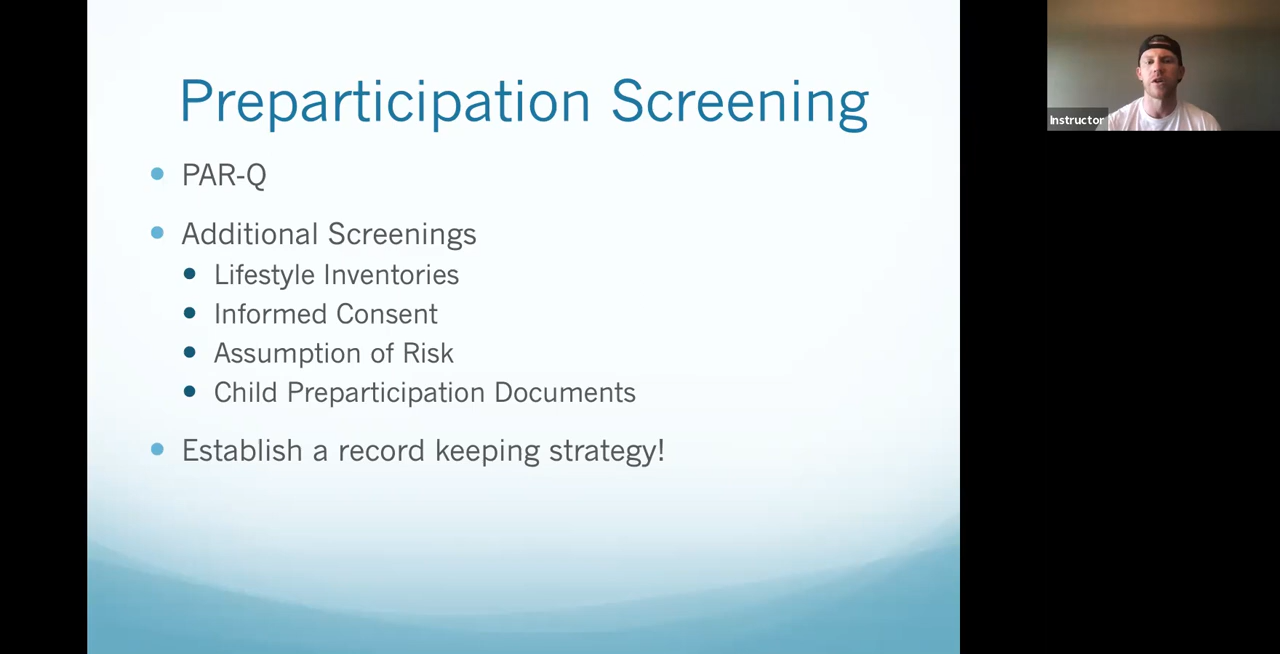 Preparticipation Screening
PAR-Q
Additional Screenings
Lifestyle Inventories
Informed Consent
Assumption of Risk
Child Preparticipation Documents
Establish a record keeping strategy!
Instructor